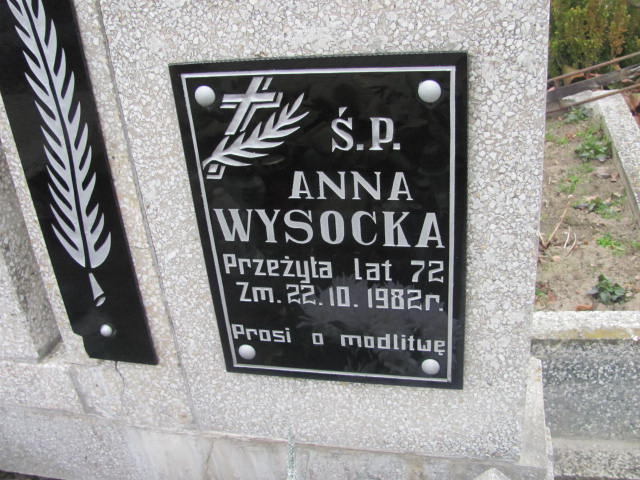 Ś.P.
ANNA
WYSOCKA
Przeżyła lat 72
Zm. 22.10.1982r.
Prosi o modlitwę